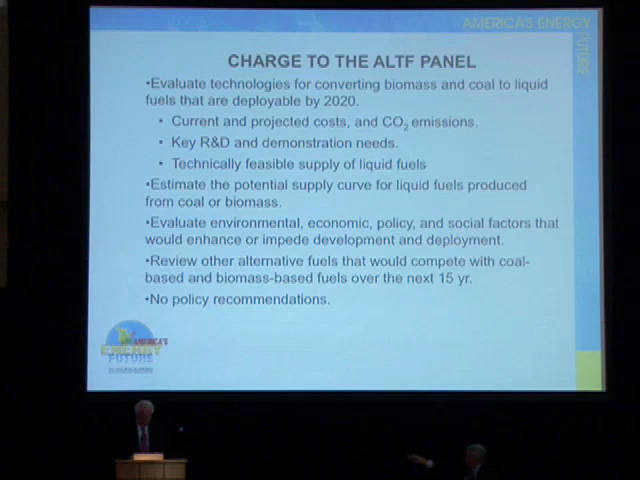 AMERICA'S ENERGY
FUTURE
CHARGE TO THE ALTF PANEL
•Evaluate technologies for converting biomass and coal to liquid
fuels that are deployable by 2020.
• Current and projected costs, and CO2 emissions.
• Key R&D and demonstration needs.
• Technically feasible supply of liquid fuels
•Estimate the potential supply curve for liquid fuels produced
from coal or biomass.
•Evaluate environmental, economic, policy, and social factors that
would enhance or impede development and deployment.
•Review other alternative fuels that would compete with coal-
based and biomass-based fuels over the next 15 yr.
•No policy recommendations.
AMERICA'S
ENERGY
FUTURE